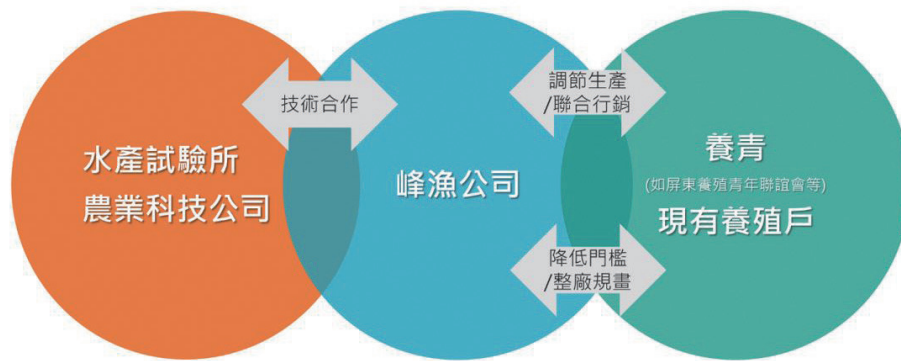 技術合作
水產試驗所
農業科技公司
峰漁公司
調節生產
/聯合行銷
養青
(如屏東養殖青年聯誼會等)
現有養殖戶
降低門檻
/整廠規畫